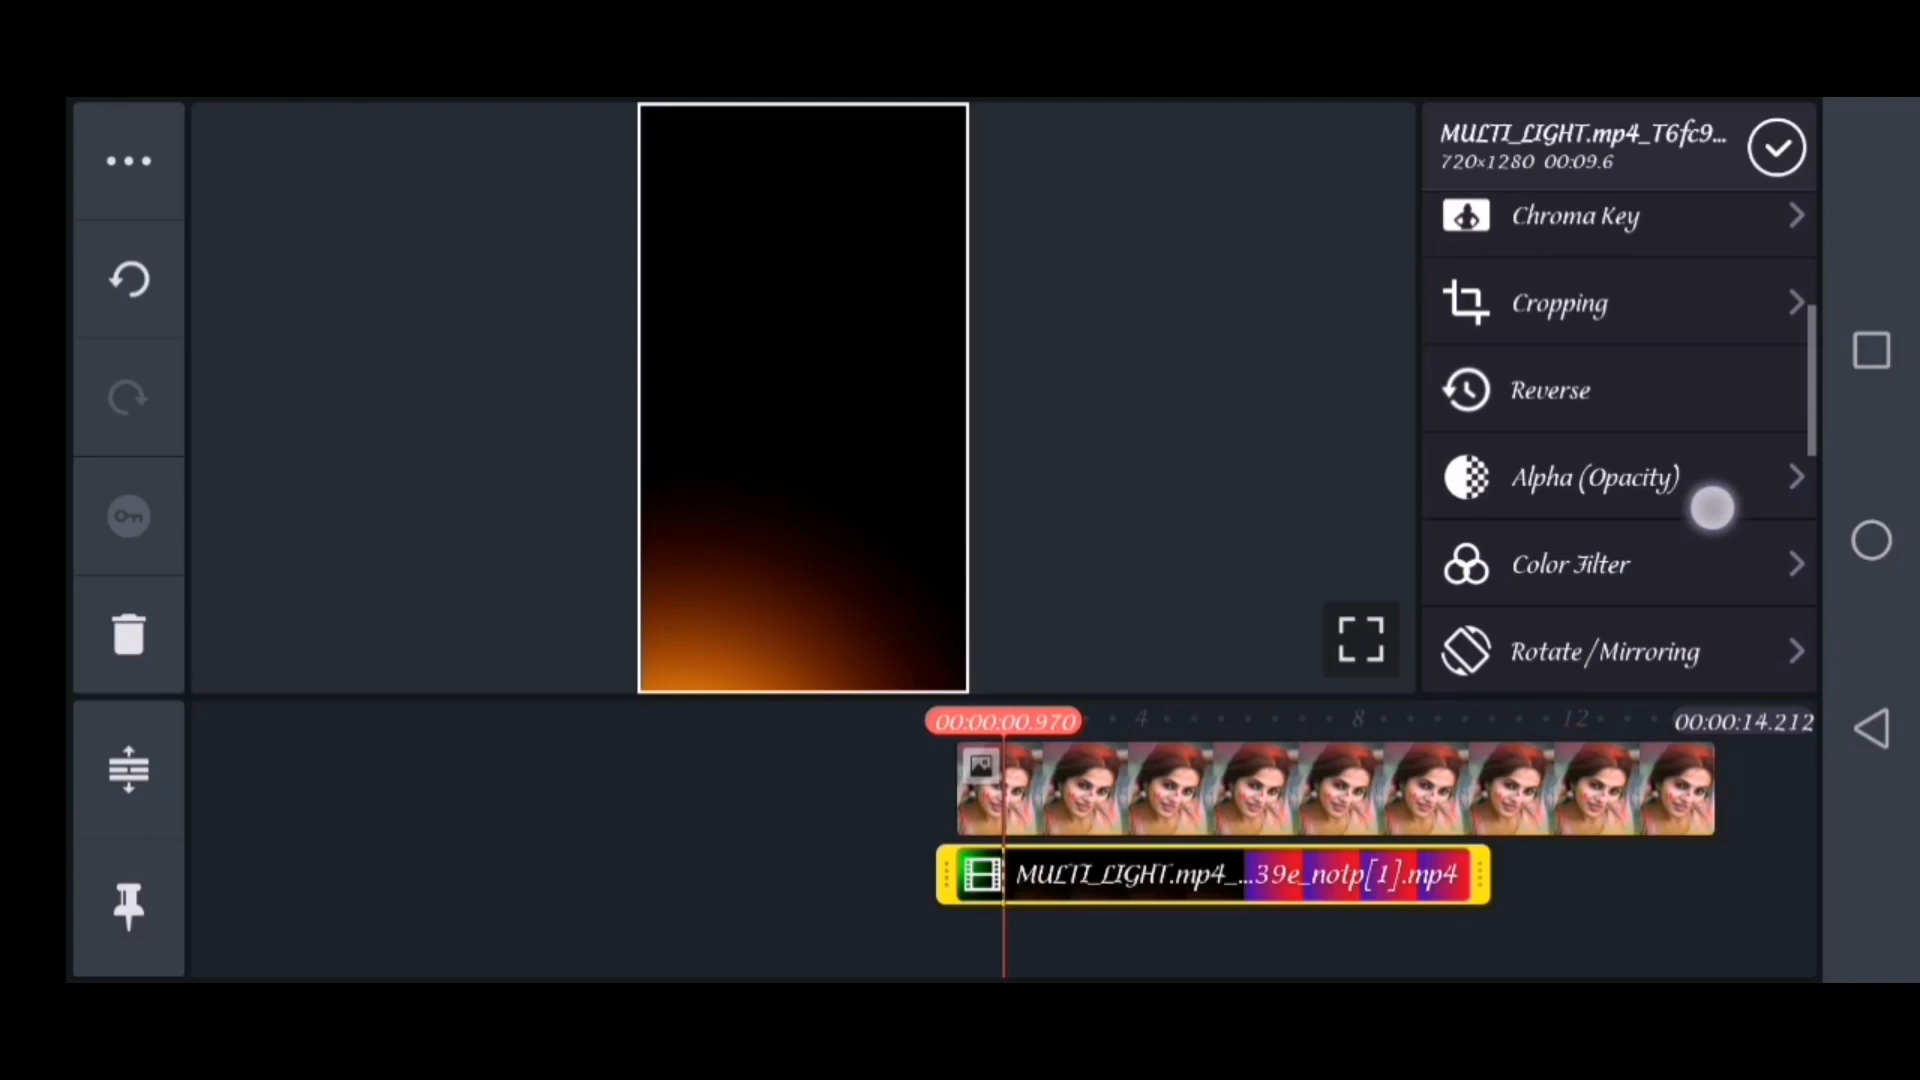 MULTI_LIGHT.mp4_T6fc9...
720×1280 00:09.6
Chroma Key
Cropping
Reverse
Alpha (Opacity)
Color Filter
Rotate/Mirroring
00:00:00.970
4
8
12
00:00:14.212
MULTI_LIGHT.mp4_...39e_notp[1].mp4